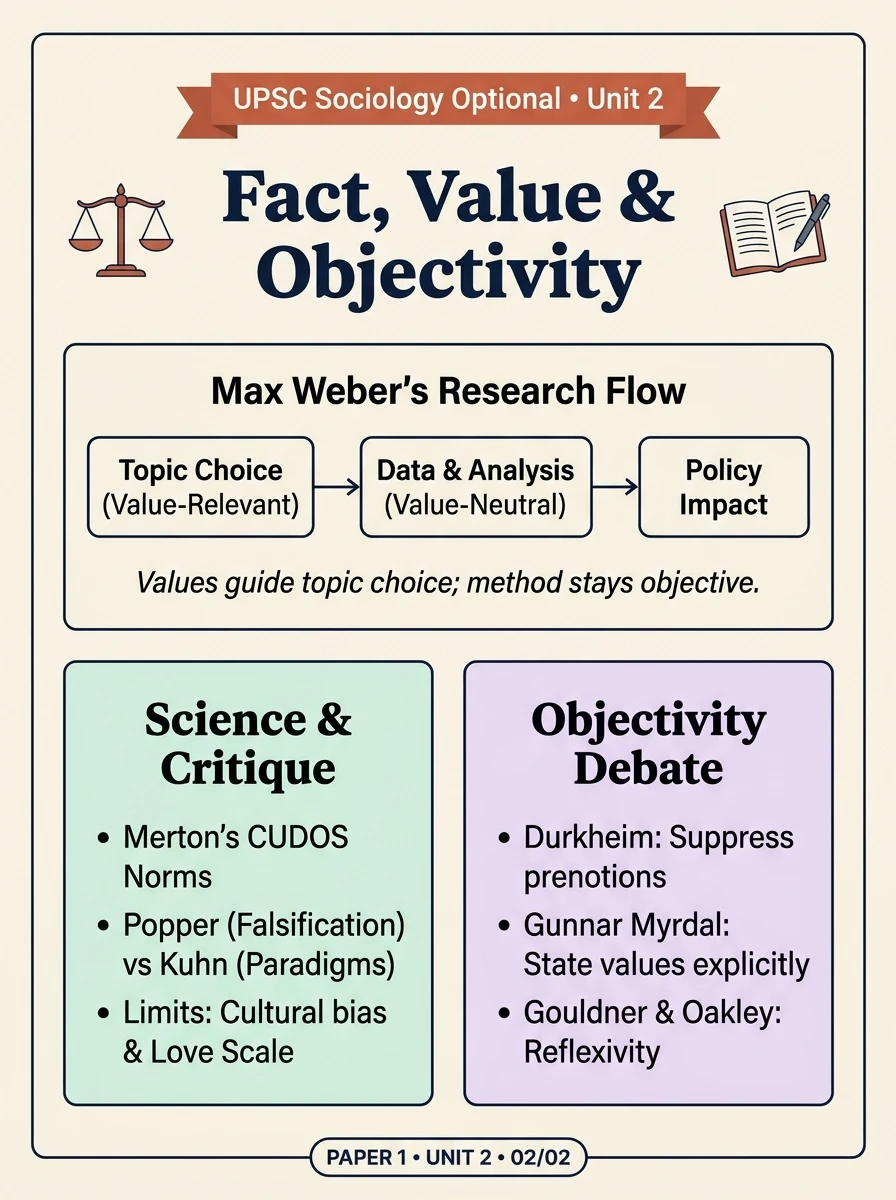 UPSC Sociology Optional • Unit 2
Fact, Value &
Objectivity
Max Weber’s Research Flow
Topic Choice
(Value-Relevant)
Data & Analysis
(Value-Neutral)
Policy
Impact
Values guide topic choice; method stays objective.
Science &
Critique
• Merton’s CUDOS
Norms
• Popper (Falsification)
vs Kuhn (Paradigms)
• Limits: Cultural bias
& Love Scale
Objectivity
Debate
• Durkheim: Suppress
prenotions
• Gunnar Myrdal:
State values explicitly
• Gouldner & Oakley:
Reflexivity
PAPER 1 • UNIT 2 • 02/02